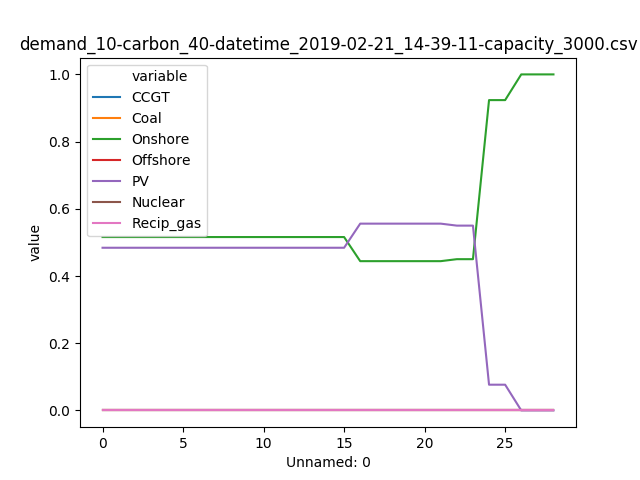 demand_10-carbon_40-datetime_2019-02-21_14-39-11-capacity_3000.csv
variable
CCGT
Coal
Onshore
Offshore
PV
Nuclear
Recip_gas
value
1.0
0.8
0.6
0.4
0.2
0.0
0 5 10 15 20 25
Unnamed: 0